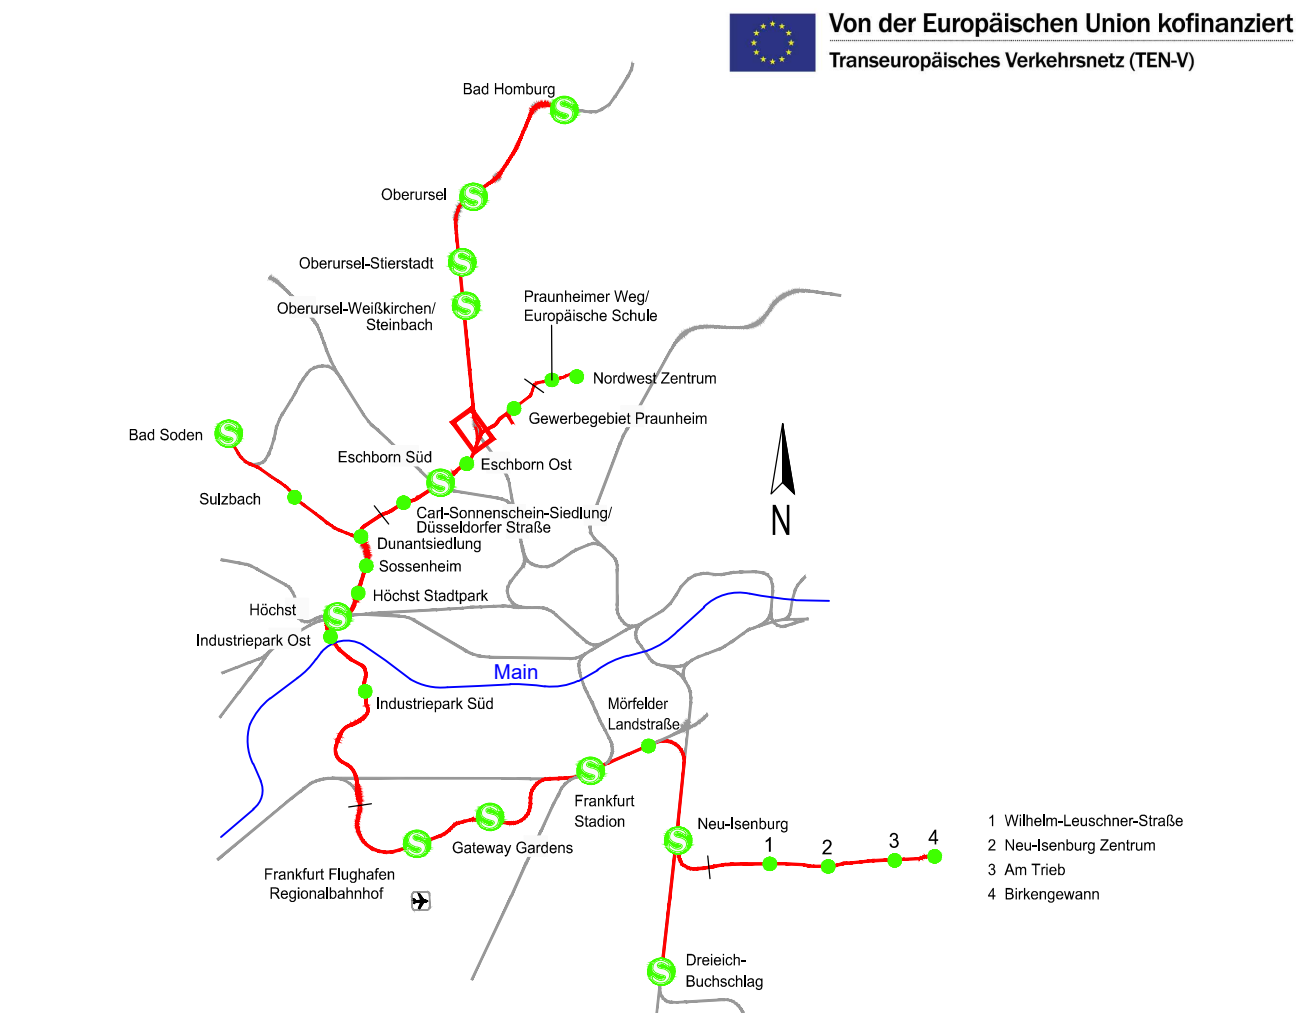 Von der Europäischen Union kofinanziert
Transeuropäisches Verkehrsnetz (TEN-V)
Bad Homburg
S
Oberursel
S
Oberursel-Stierstadt
S
Oberursel-Weißkirchen/
Steinbach
S
Praunheimer Weg/
Europäische Schule
Nordwest Zentrum
Gewerbegebiet Praunheim
Bad Soden
S
Eschborn Süd
S
Eschborn Ost
Sulzbach
Carl-Sonnenschein-Siedlung/
Düsseldorfer Straße
Dunantsiedlung
Sossenheim
Höchst Stadtpark
Höchst
S
Industriepark Ost
N
Main
Industriepark Süd
Mörfelder
Landstraße
S
Frankfurt
Stadion
S
Gateway Gardens
S
Frankfurt Flughafen
Regionalbahnhof
Neu-Isenburg
S
1
2
3
4
1 Wilhelm-Leuschner-Straße
2 Neu-Isenburg Zentrum
3 Am Trieb
4 Birkengewann
S
Dreieich-
Buchschlag